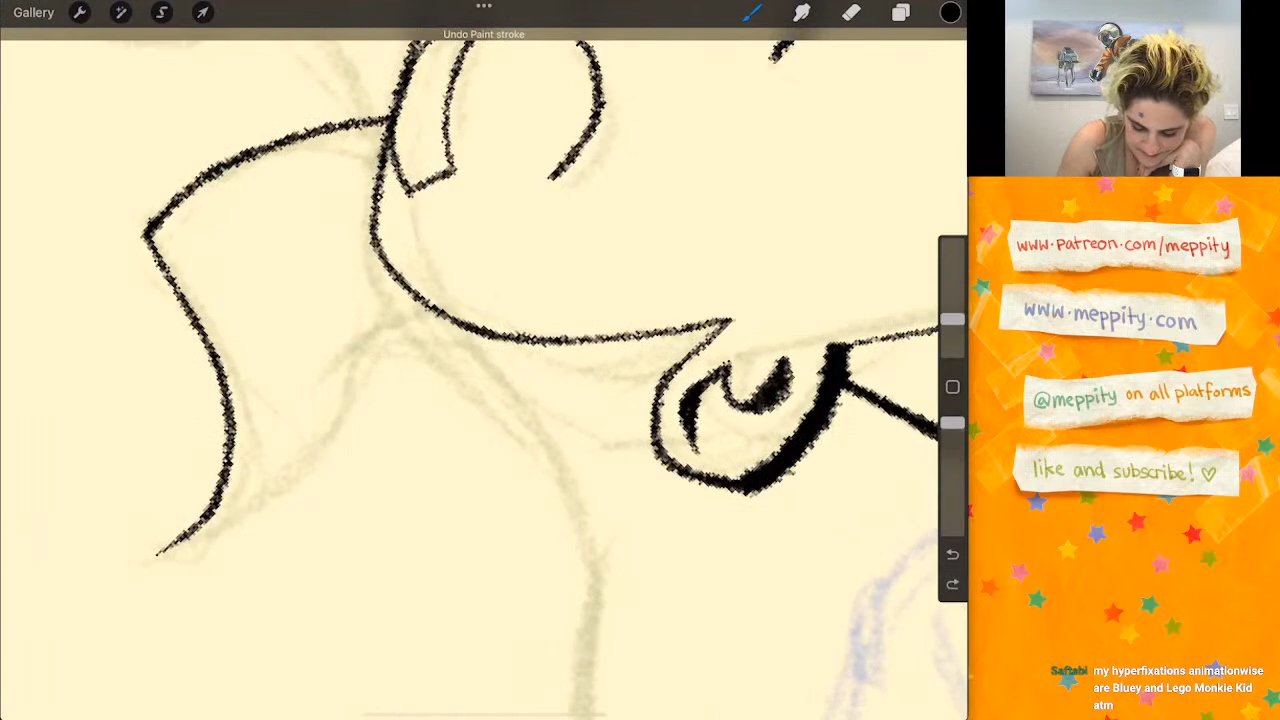 Gallery
Undo Paint stroke
www.patreon.com/meppity
www.meppity.com
@meppity on all platforms
like and subscribe! ♡
Saftabi my hyperfixations animationwise
are Bluey and Lego Monkie Kid
atm